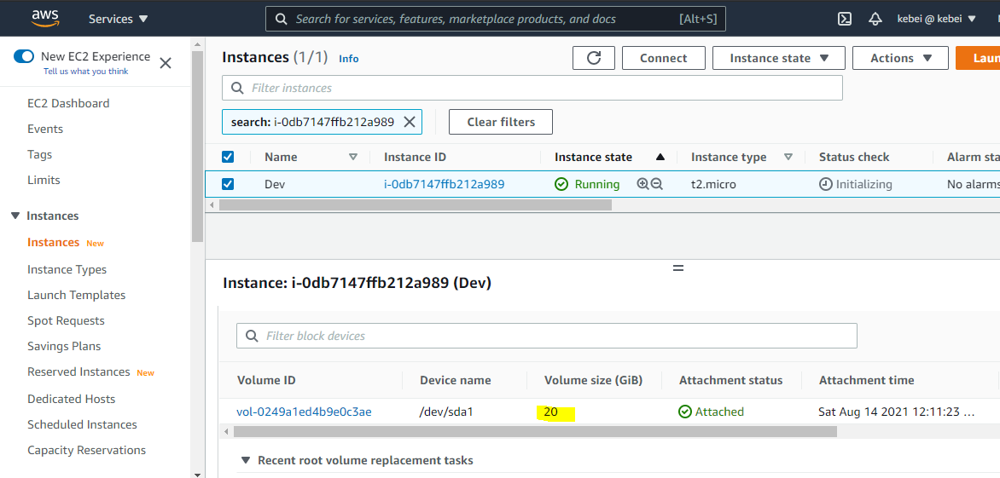 aws Services Search for services, features, marketplace products, and docs [Alt+S] kebei @ kebei
New EC2 Experience
Tell us what you think
EC2 Dashboard
Events
Tags
Limits
Instances
Instances New
Instance Types
Launch Templates
Spot Requests
Savings Plans
Reserved Instances New
Dedicated Hosts
Scheduled Instances
Capacity Reservations
Instances (1/1) Info Connect Instance state Actions Laun
Filter instances
search: i-0db7147ffb212a989 Clear filters
Name Instance ID Instance state Instance type Status check Alarm sta
Dev i-0db7147ffb212a989 Running t2.micro Initializing No alarms
Instance: i-0db7147ffb212a989 (Dev)
Filter block devices
Volume ID Device name Volume size (GiB) Attachment status Attachment time
vol-0249a1ed4b9e0c3ae /dev/sda1 20 Attached Sat Aug 14 2021 12:11:23 ...
Recent root volume replacement tasks